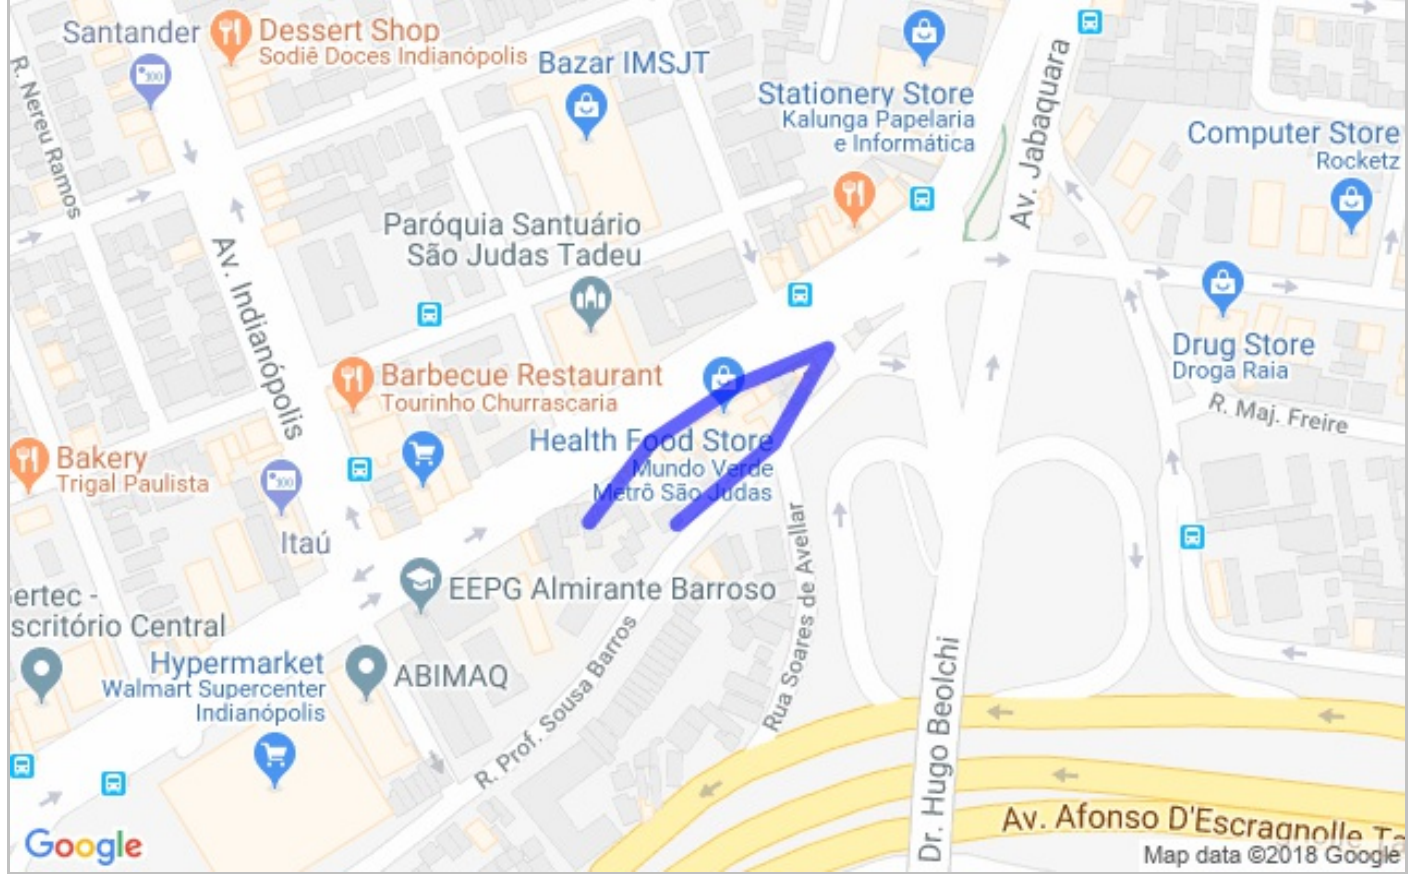 Santander
Dessert Shop
Sodiê Doces Indianópolis
Bazar IMSJT
Stationery Store
Kalunga Papelaria
e Informática
Av. Jabaquara
Computer Store
Rocketz
R. Nereu Ramos
Av. Indianópolis
Paróquia Santuário
São Judas Tadeu
Drug Store
Droga Raia
R. Maj. Freire
Barbecue Restaurant
Tourinho Churrascaria
Health Food Store
Mundo Verde
Metrô São Judas
Bakery
Trigal Paulista
Itaú
EEPG Almirante Barroso
Rua Soares de Avellar
R. Prof. Sousa Barros
ertec -
scritório Central
Hypermarket
Walmart Supercenter
Indianópolis
ABIMAQ
Dr. Hugo Beolchi
Av. Afonso D'Escragnolle Ta
Google
Map data ©2018 Google